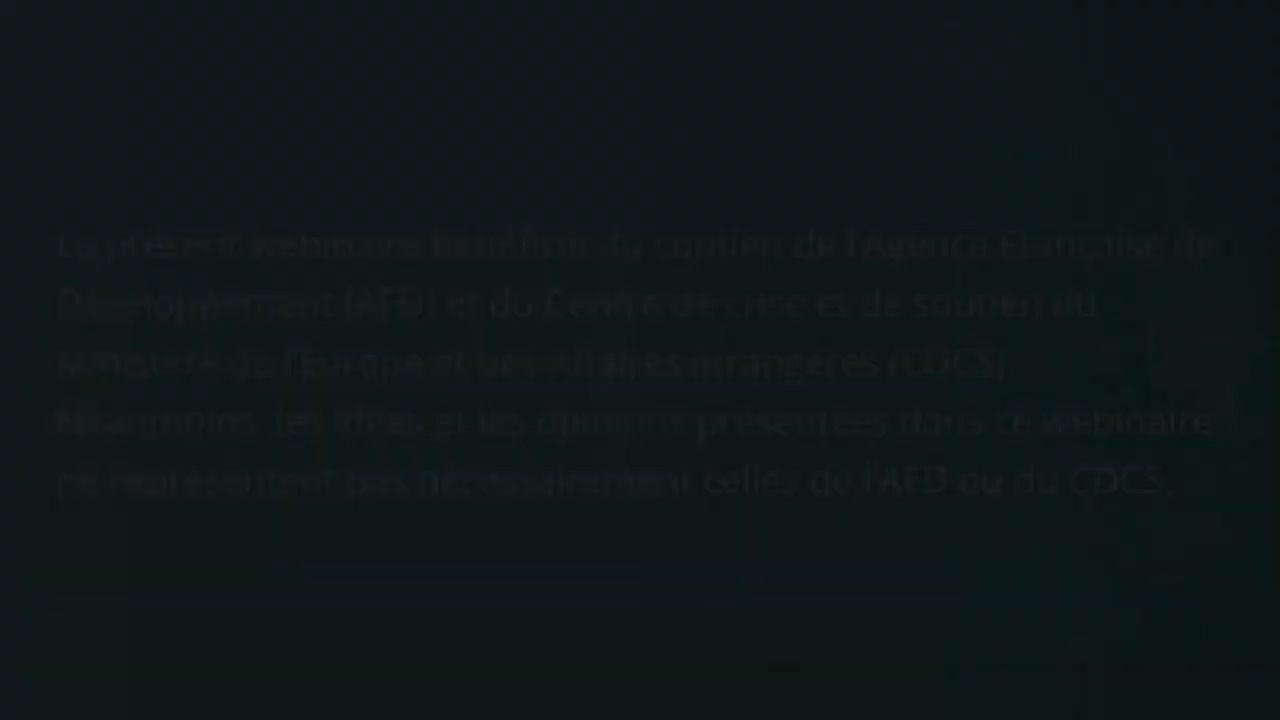 Le présent webinaire bénéficie du soutien de l'Agence Française de
Développement (AFD) et du Centre de crise et de soutien du
Ministère de l'Europe et des Affaires étrangères (CDCS).
Néanmoins, les idées et les opinions présentées dans ce webinaire
ne représentent pas nécessairement celles de l'AFD ou du CDCS.